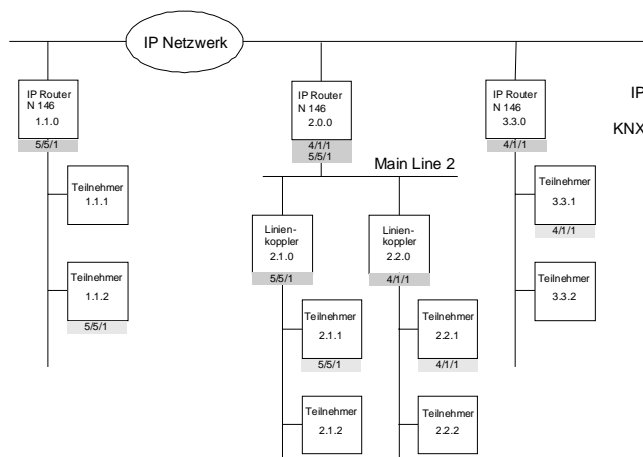 IP Netzwerk
IP Router
N 146
1.1.0
5/5/1
IP Router
N 146
2.0.0
4/1/1
5/5/1
IP Router
N 146
3.3.0
4/1/1
IP
KNX
Main Line 2
Teilnehmer
1.1.1
Teilnehmer
1.1.2
5/5/1
Linien-
koppler
2.1.0
5/5/1
Linien-
koppler
2.2.0
4/1/1
Teilnehmer
3.3.1
4/1/1
Teilnehmer
3.3.2
Teilnehmer
2.1.1
5/5/1
Teilnehmer
2.2.1
4/1/1
Teilnehmer
2.1.2
Teilnehmer
2.2.2